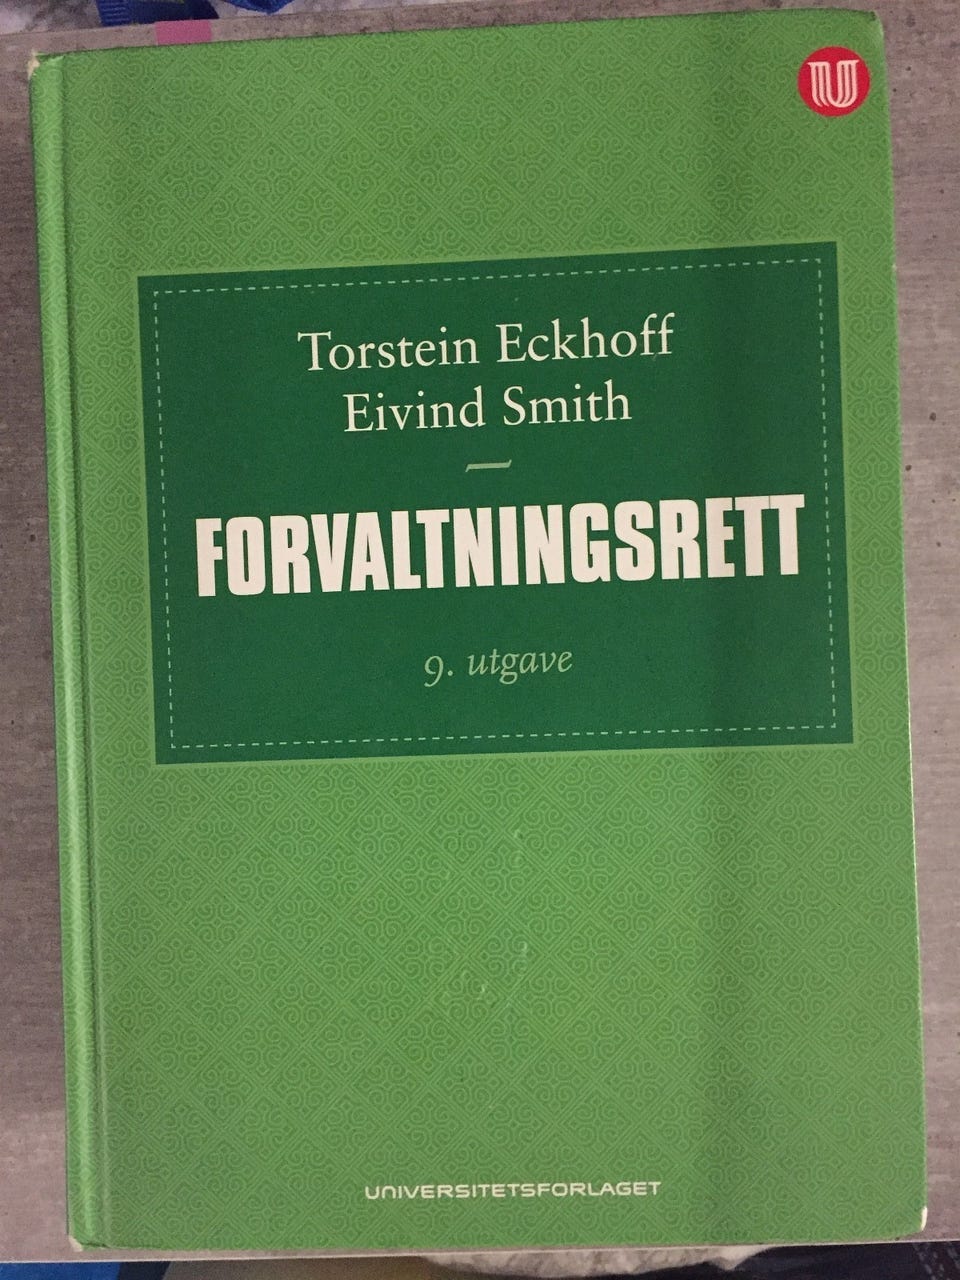 Torstein Eckhoff
Eivind Smith
FORVALTNINGSRETT
9. utgave
UNIVERSITETSFORLAGET